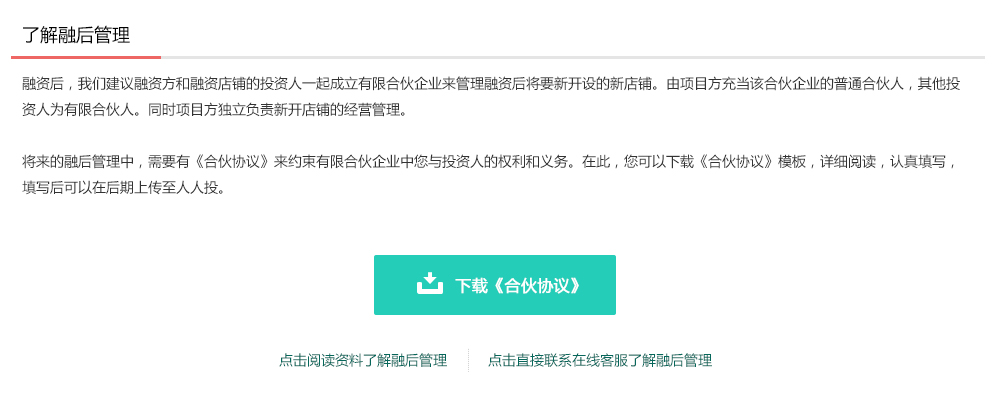 了解融后管理
融资后，我们建议融资方和融资店铺的投资人一起成立有限合伙企业来管理融资后将要新开设的新店铺。由项目方充当该合伙企业的普通合伙人，其他投
资人为有限合伙人。同时项目方独立负责新开店铺的经营管理。
将来的融后管理中，需要有《合伙协议》来约束有限合伙企业中您与投资人的权利和义务。在此，您可以下载《合伙协议》模板，详细阅读，认真填写，
填写后可以在后期上传至人人投。
下载《合伙协议》
点击阅读资料了解融后管理
点击直接联系在线客服了解融后管理